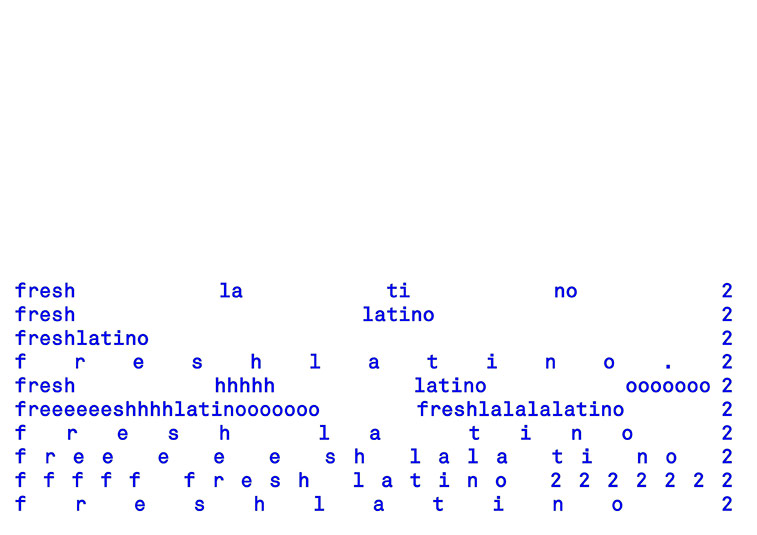 fresh la ti no 2
fresh latino 2
freshlatino 2
f r e s h l a t i n o . 2
fresh hhhhh latino ooooooo 2
freeeeeeshhhhlatinooooooo freshlalalalatino 2
f r e s h l a t i n o 2
f r e e e e e s h l a l a t i n o 2
f f f f f f r e s h l a t i n o 2 2 2 2 2 2 2
f r e s h l a t i n o 2